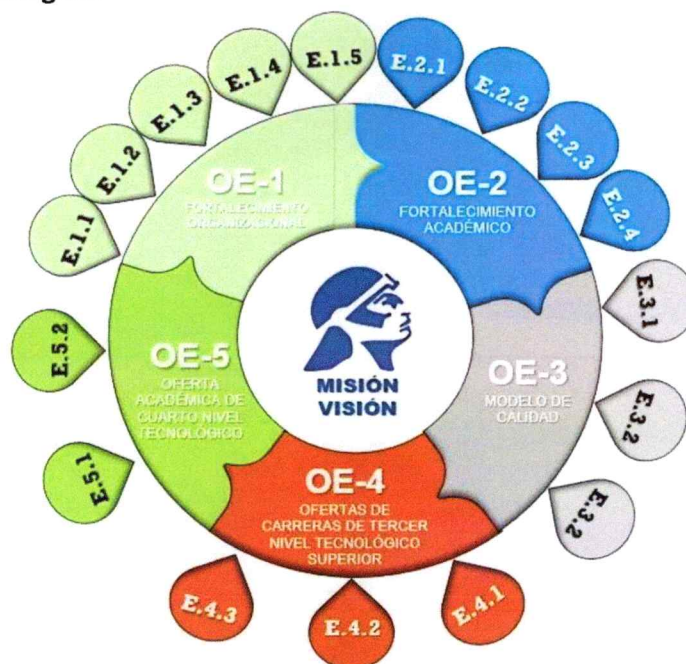 E.1.1
E.1.2
E.1.3
E.1.4
E.1.5
E.2.1
E.2.2
E.2.3
E.2.4
E.3.1
E.3.2
E.3.2
E.4.1
E.4.2
E.4.3
E.5.1
E.5.2
OE-1
FORTALECIMIENTO
ORGANIZACIONAL
OE-2
FORTALECIMIENTO
ACADÉMICO
OE-3
MODELO DE
CALIDAD
OE-4
OFERTAS DE
CARRERAS DE TERCER
NIVEL TECNOLÓGICO
SUPERIOR
OE-5
OFERTA
ACADÉMICA DE
CUARTO NIVEL
TECNOLÓGICO
MISIÓN
VISIÓN